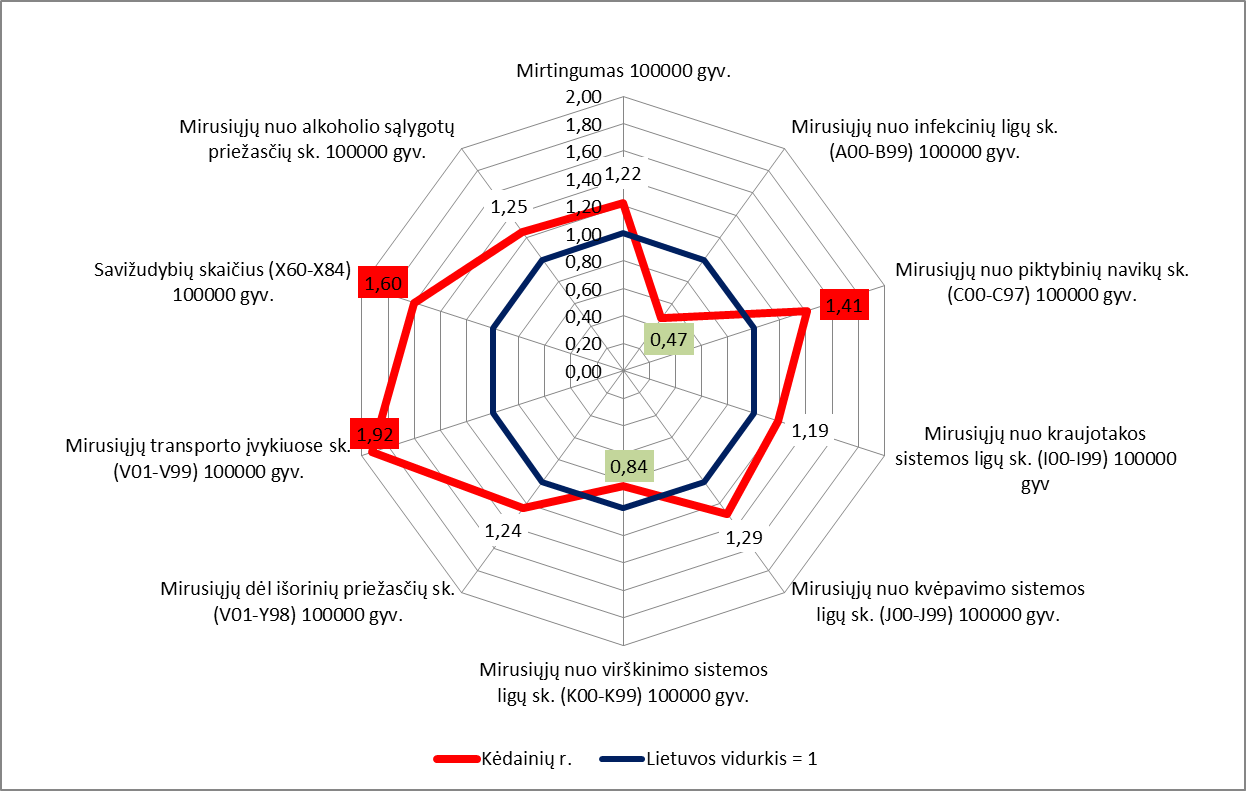 Mirtingumas 100000 gyv.
Mirusiųjų nuo infekcinių ligų sk.
(A00-B99) 100000 gyv.
Mirusiųjų nuo piktybinių navikų sk.
(C00-C97) 100000 gyv.
Mirusiųjų nuo kraujotakos
sistemos ligų sk. (I00-I99) 100000
gyv
Mirusiųjų nuo kvėpavimo sistemos
ligų sk. (J00-J99) 100000 gyv.
Mirusiųjų nuo virškinimo sistemos
ligų sk. (K00-K99) 100000 gyv.
Mirusiųjų dėl išorinių priežasčių sk.
(V01-Y98) 100000 gyv.
Mirusiųjų transporto įvykiuose sk.
(V01-V99) 100000 gyv.
Savižudybių skaičius (X60-X84)
100000 gyv.
Mirusiųjų nuo alkoholio sąlygotų
priežasčių sk. 100000 gyv.
2,00
1,80
1,60
1,40
1,20
1,00
0,80
0,60
0,40
0,20
0,00
1,22
0,47
1,41
1,19
1,29
0,84
1,24
1,92
1,60
1,25
Kėdainių r.
Lietuvos vidurkis = 1